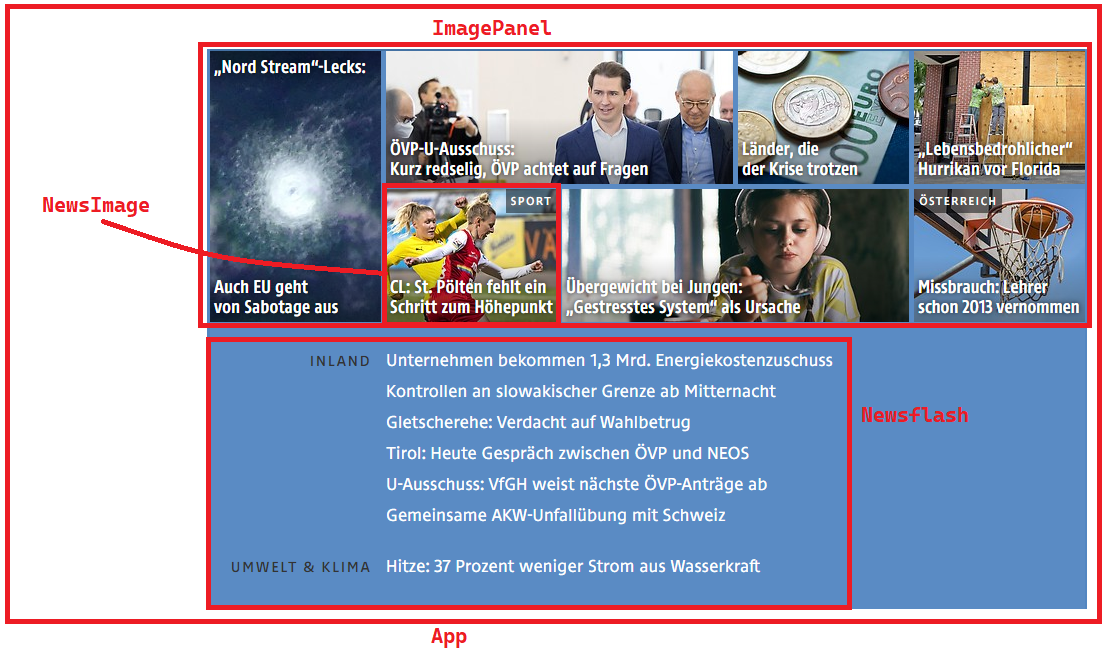 ImagePanel
„Nord Stream“-Lecks:
Auch EU geht
von Sabotage aus
ÖVP-U-Ausschuss:
Kurz redselig, ÖVP achtet auf Fragen
Länder, die
der Krise trotzen
„Lebensbedrohlicher“
Hurrikan vor Florida
NewsImage
SPORT
CL: St. Pölten fehlt ein
Schritt zum Höhepunkt
Übergewicht bei Jungen:
„Gestresstes System“ als Ursache
ÖSTERREICH
Missbrauch: Lehrer
schon 2013 vernommen
INLAND
Unternehmen bekommen 1,3 Mrd. Energiekostenzuschuss
Kontrollen an slowakischer Grenze ab Mitternacht
Gletscherehe: Verdacht auf Wahlbetrug
Tirol: Heute Gespräch zwischen ÖVP und NEOS
U-Ausschuss: VfGH weist nächste ÖVP-Anträge ab
Gemeinsame AKW-Unfallübung mit Schweiz
Newsflash
UMWELT & KLIMA
Hitze: 37 Prozent weniger Strom aus Wasserkraft
App